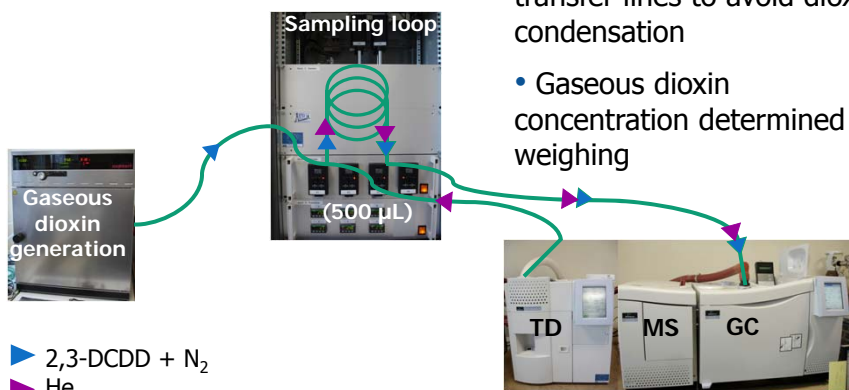 transfer lines to avoid
condensation
• Gaseous dioxin
concentration determined
weighing
Sampling loop
(500 µL)
Gaseous
dioxin
generation
TD
MS
GC
2,3-DCDD + N₂
He